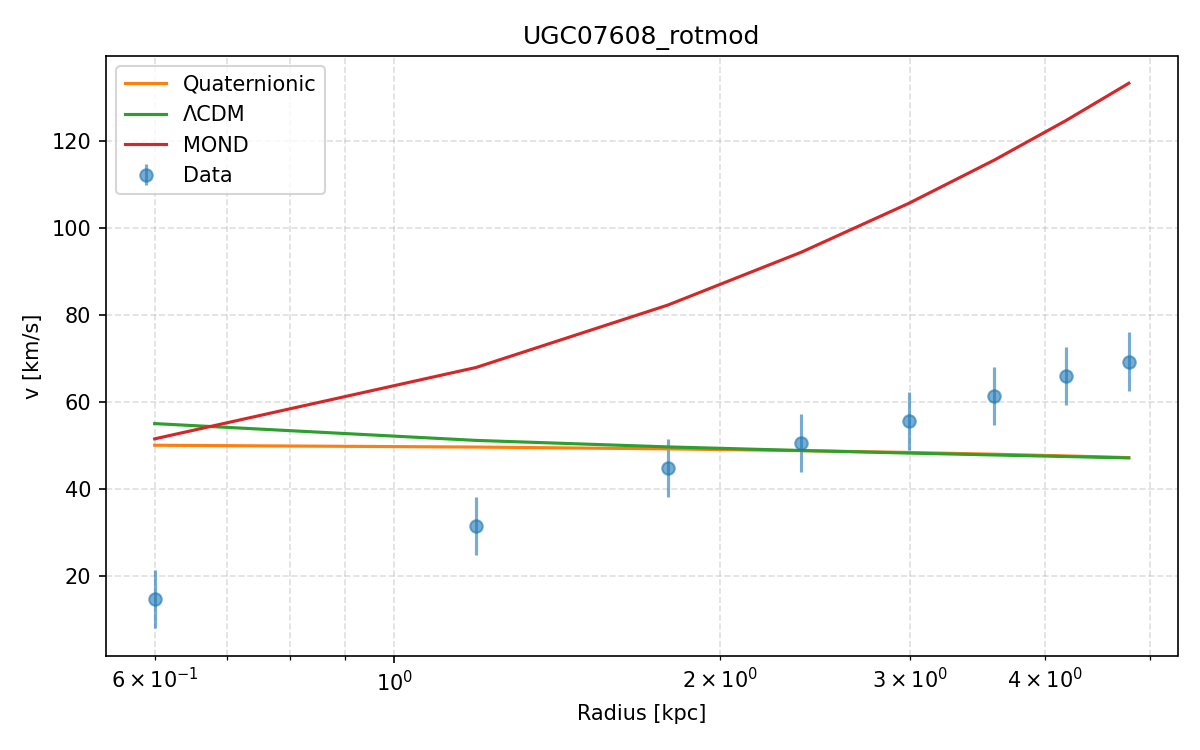 UGC07608_rotmod
Quaternionic
ΛCDM
MOND
Data
v [km/s]
120
100
80
60
40
20
6 × 10⁻¹
10⁰
2 × 10⁰
3 × 10⁰
4 × 10⁰
Radius [kpc]